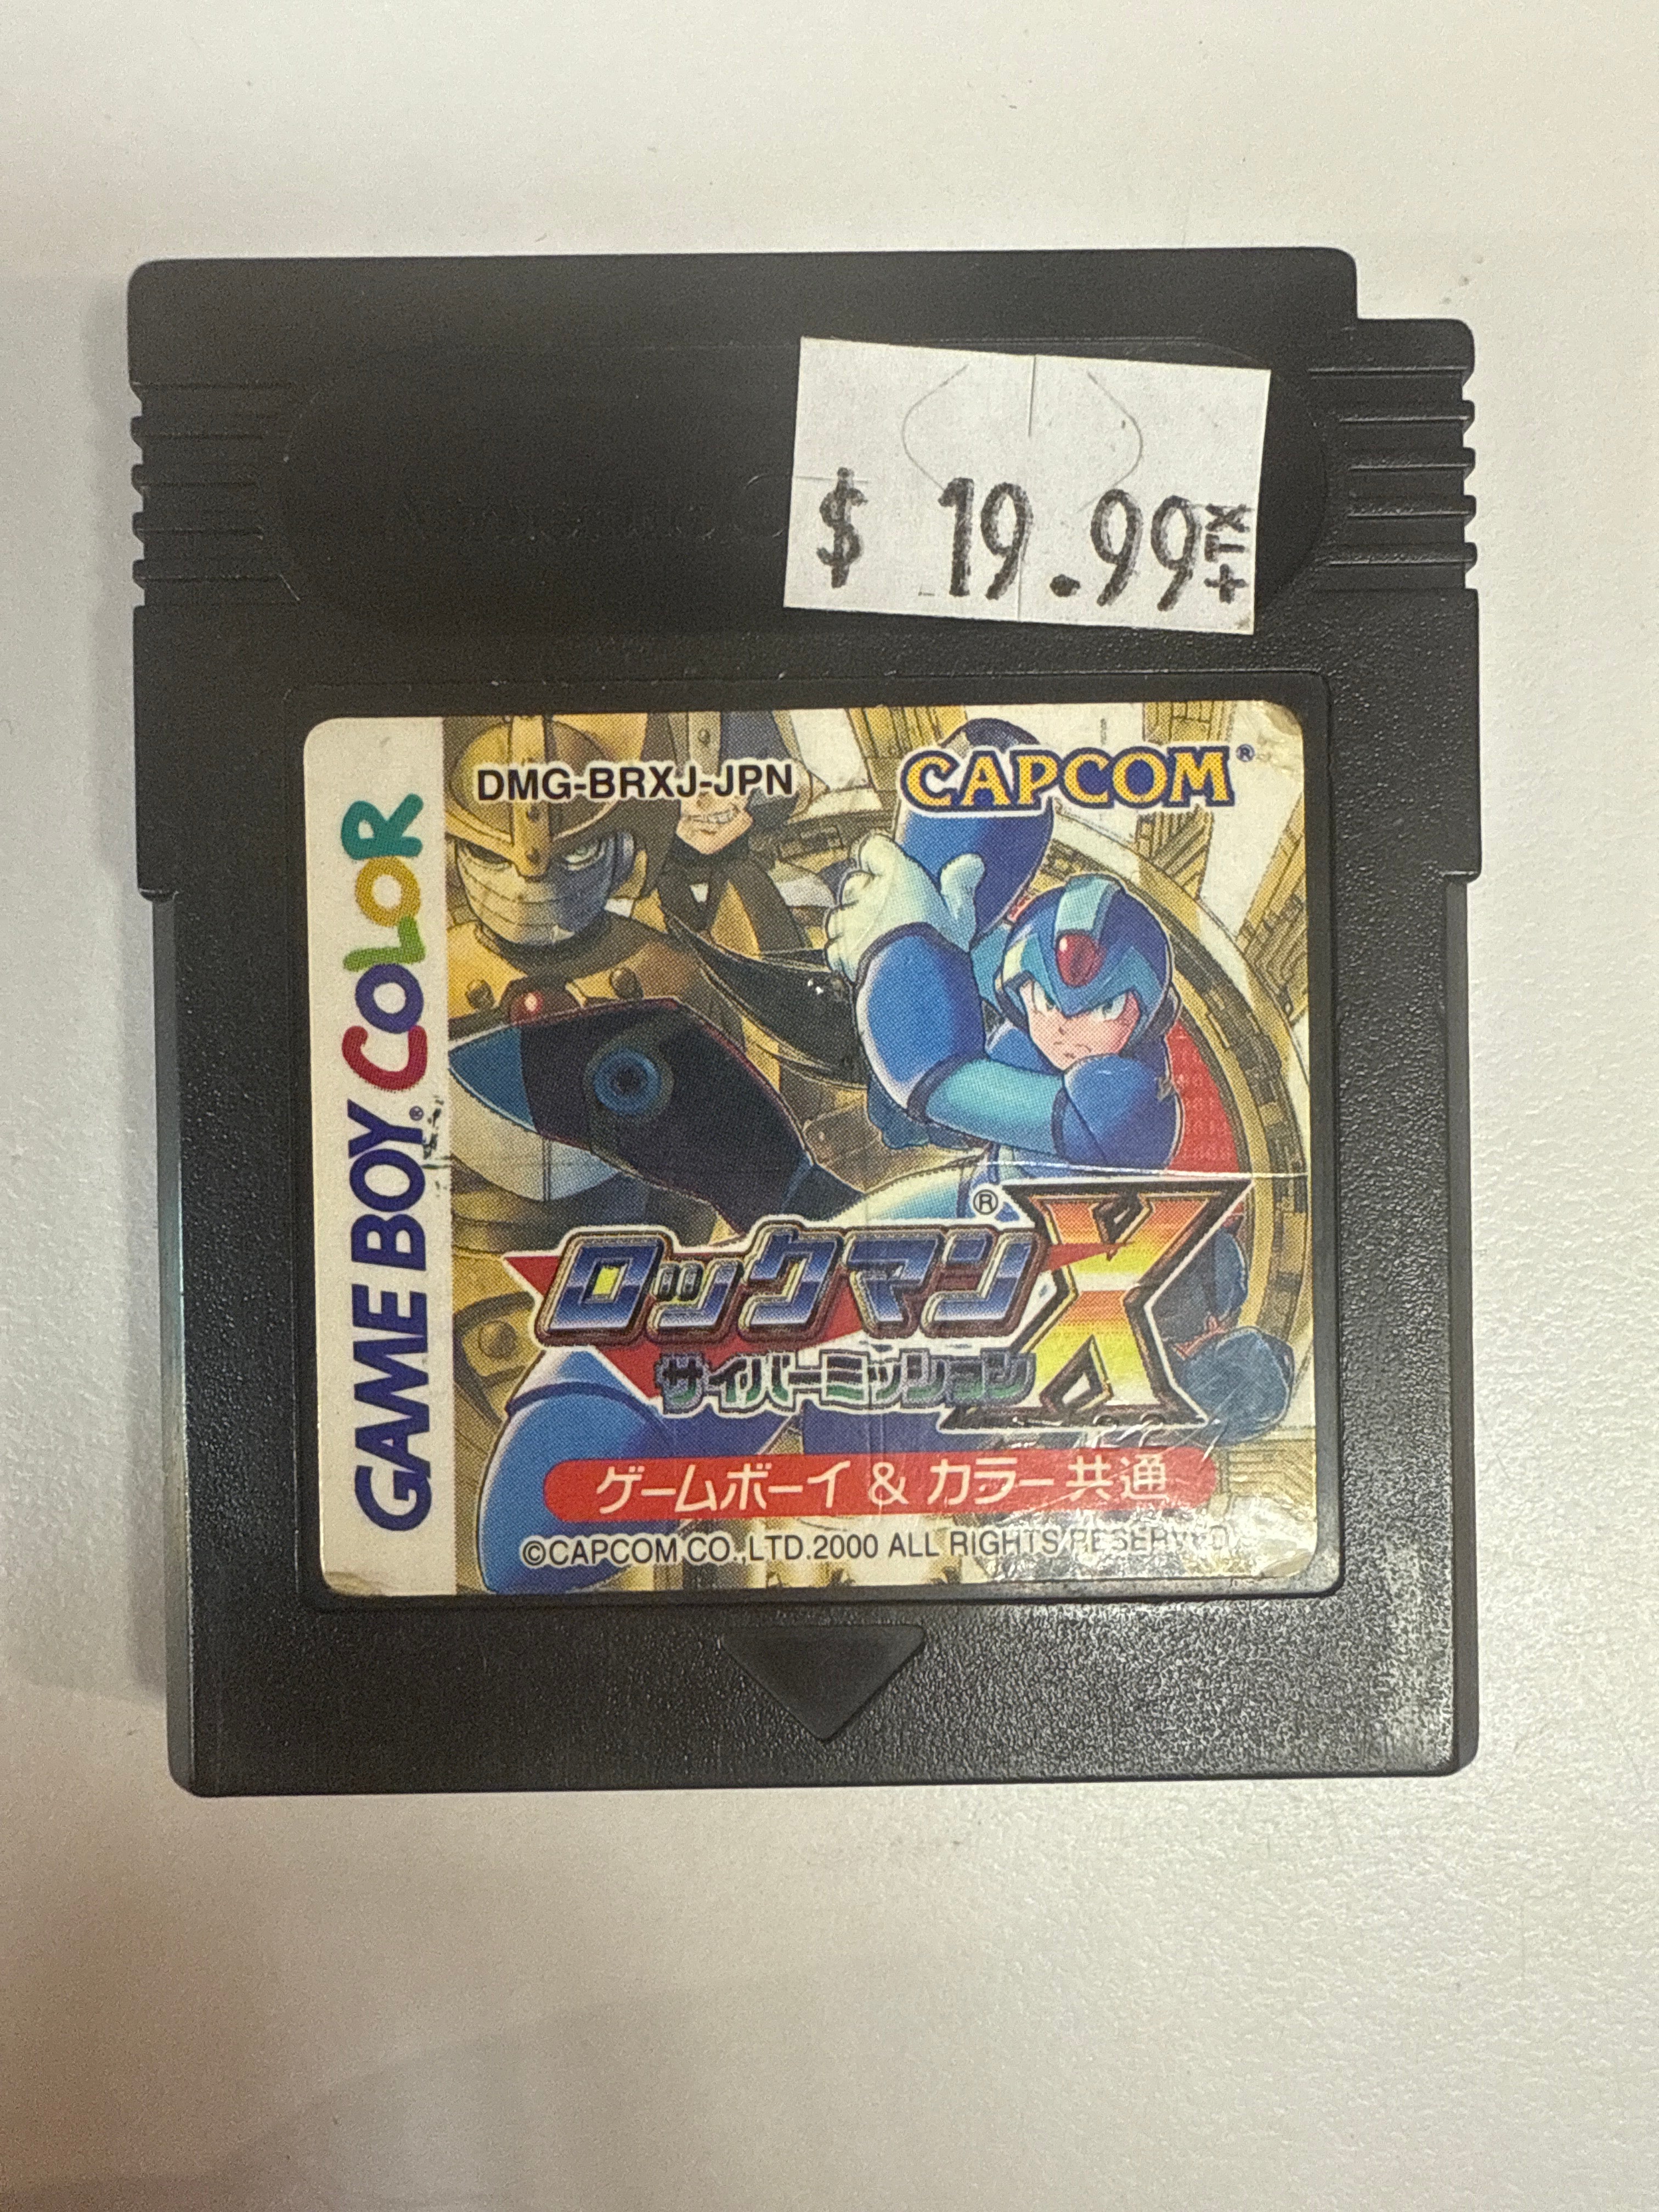 $ 19.99 +TX
DMG-BRXJ-JPN
CAPCOM®
GAME BOY® COLOR
ロックマン®X
サイバーミッション
ゲームボーイ & カラー共通
©CAPCOM CO.,LTD.2000 ALL RIGHTS RESERVED